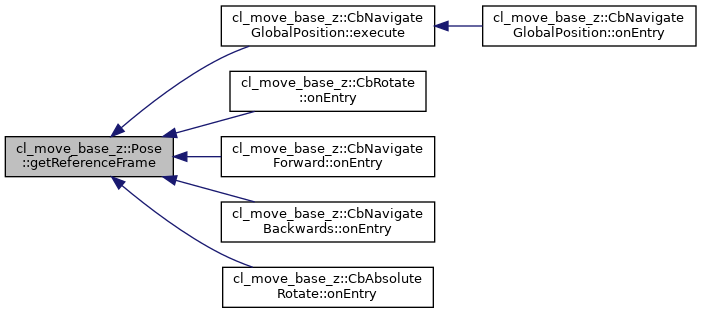 cl_move_base_z::CbNavigate
GlobalPosition::execute
cl_move_base_z::CbNavigate
GlobalPosition::onEntry
cl_move_base_z::CbRotate
::onEntry
cl_move_base_z::Pose
::getReferenceFrame
cl_move_base_z::CbNavigate
Forward::onEntry
cl_move_base_z::CbNavigate
Backwards::onEntry
cl_move_base_z::CbAbsolute
Rotate::onEntry